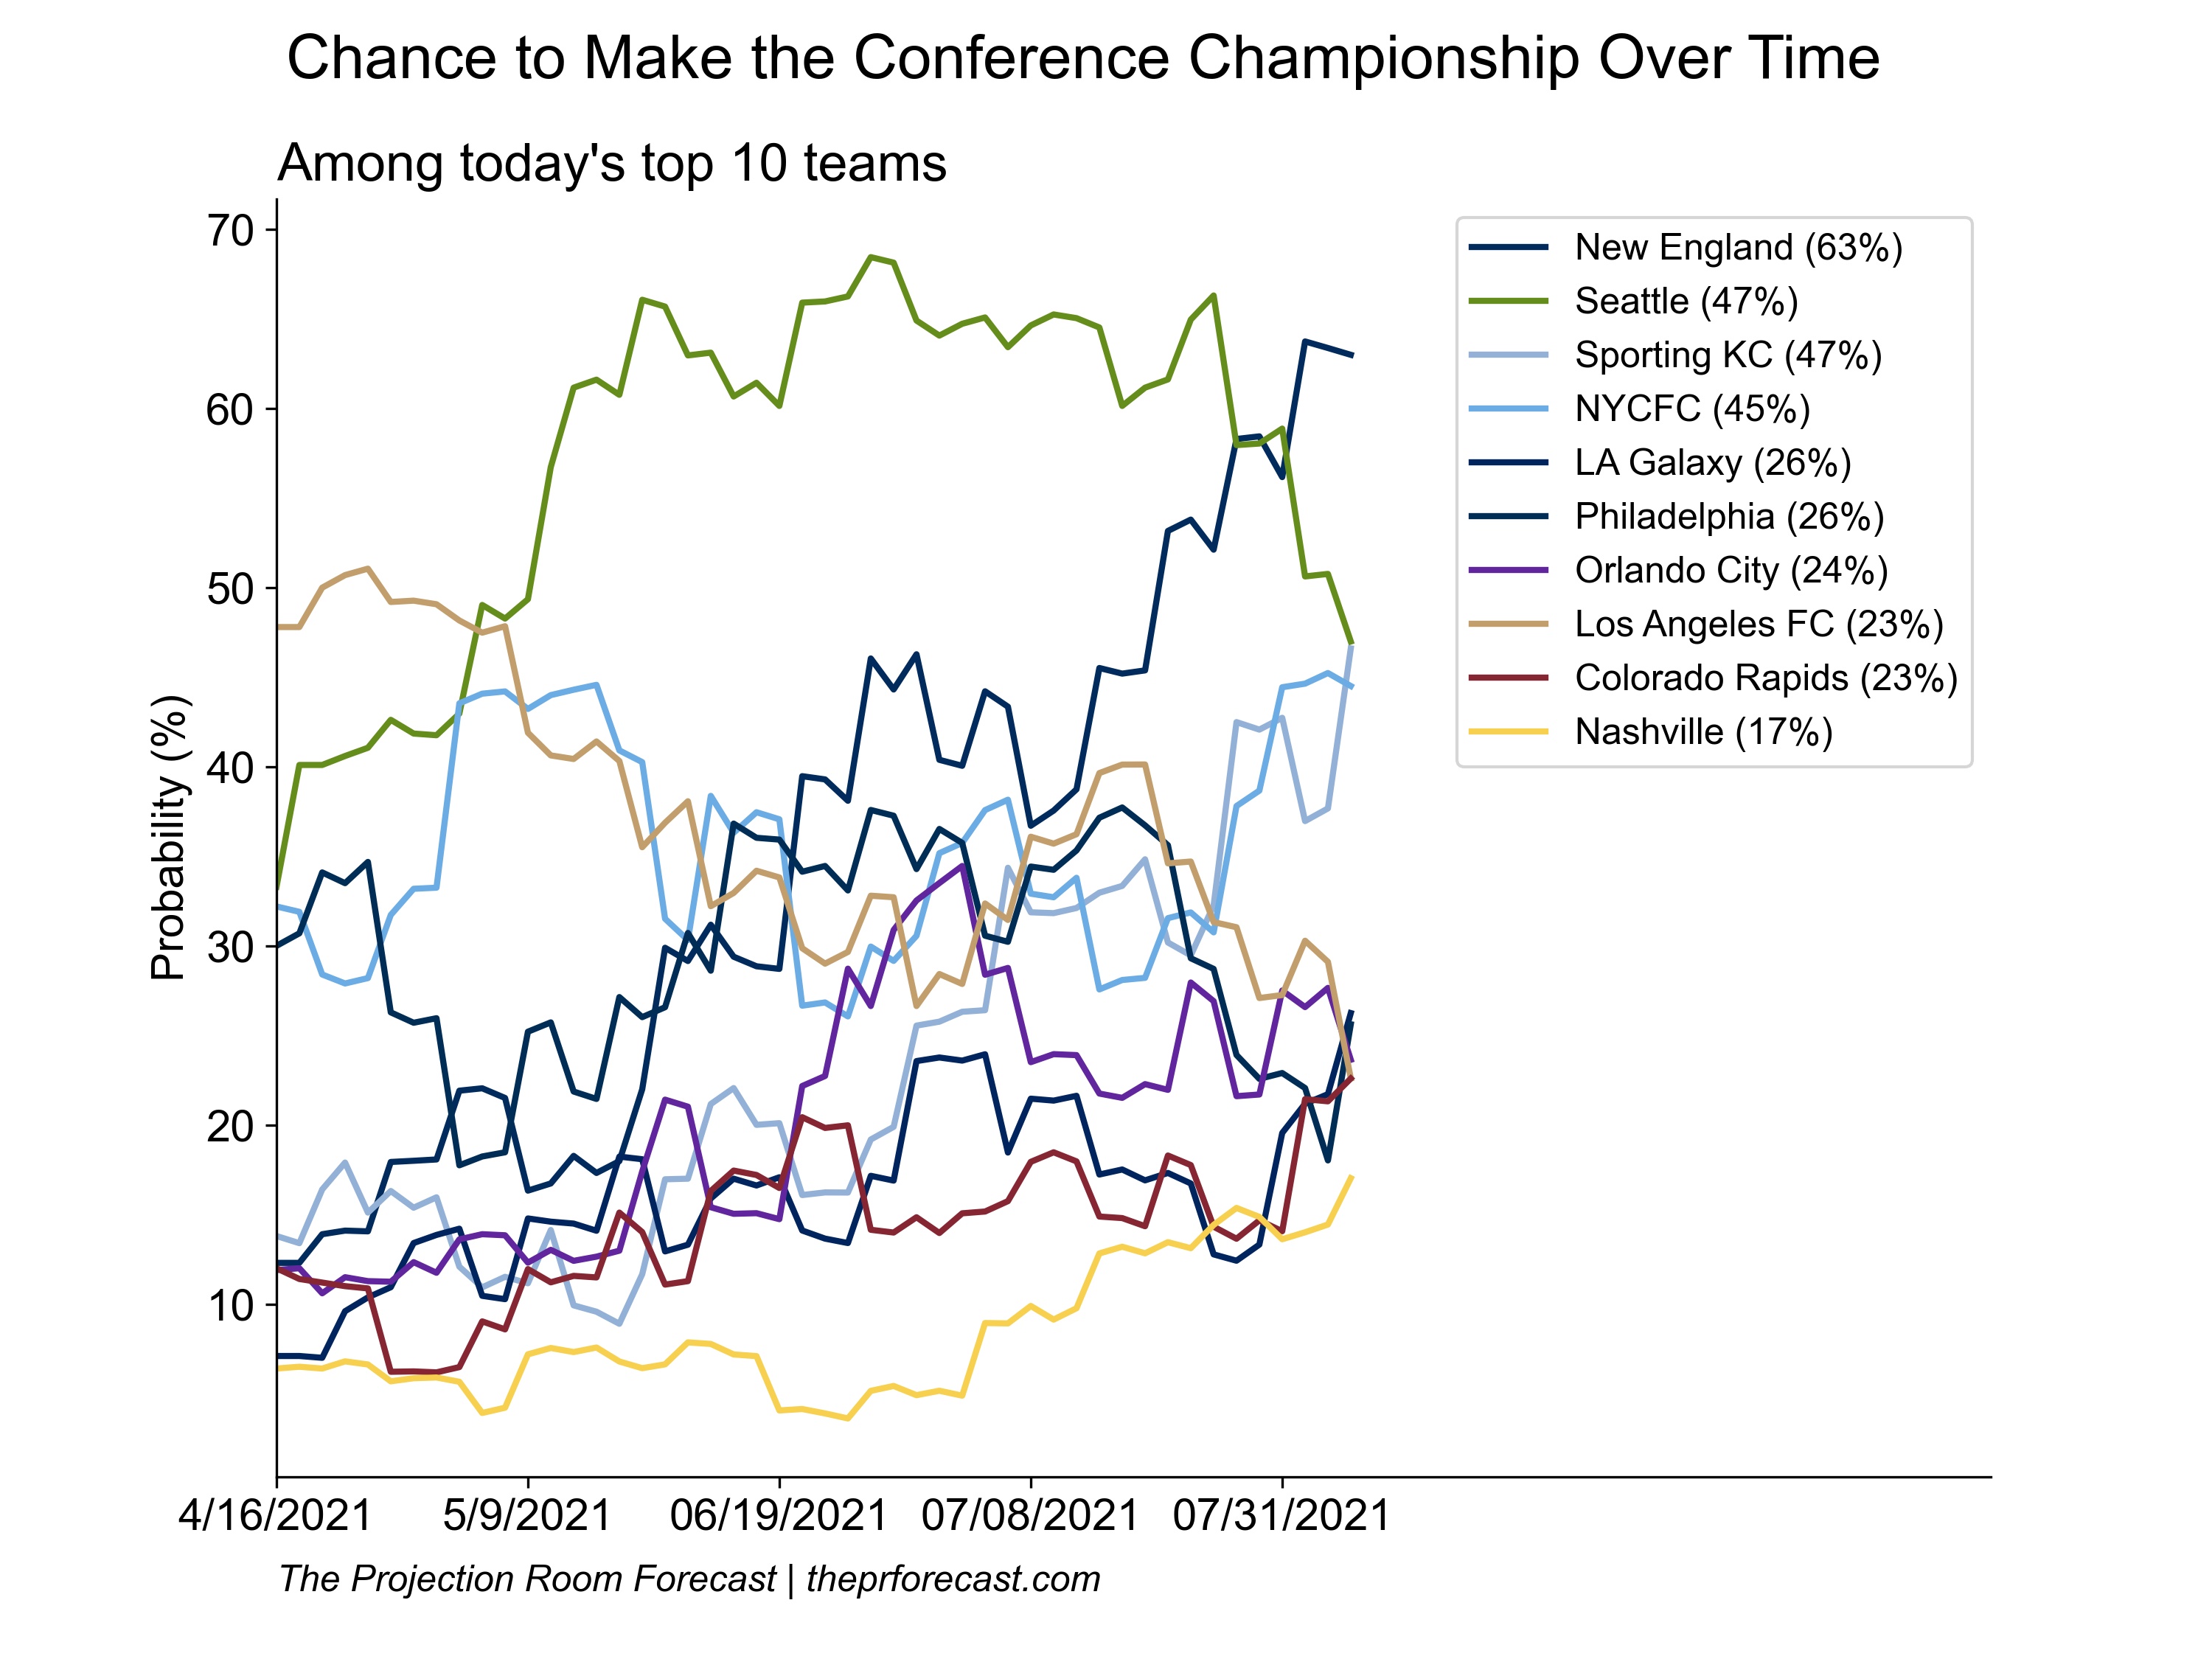 Chance to Make the Conference Championship Over Time
Among today's top 10 teams
70
60
50
40
30
20
10
Probability (%)
New England (63%)
Seattle (47%)
Sporting KC (47%)
NYCFC (45%)
LA Galaxy (26%)
Philadelphia (26%)
Orlando City (24%)
Los Angeles FC (23%)
Colorado Rapids (23%)
Nashville (17%)
4/16/2021 5/9/2021 06/19/2021 07/08/2021 07/31/2021
The Projection Room Forecast | theprforecast.com